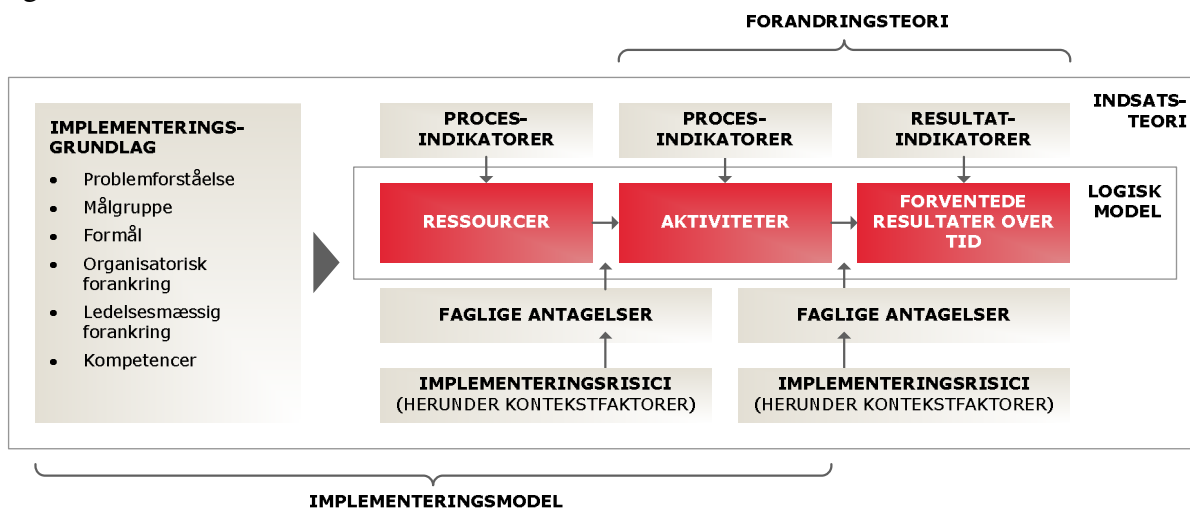 FORANDRINGSTEORI
INDSATS-
TEORI
IMPLEMENTERINGS-
GRUNDLAG
• Problemforståelse
• Målgruppe
• Formål
• Organisatorisk
forankring
• Ledelsesmæssig
forankring
• Kompetencer
PROCES-
INDIKATORER
PROCES-
INDIKATORER
RESULTAT-
INDIKATORER
LOGISK
MODEL
RESSOURCER
AKTIVITETER
FORVENTEDE
RESULTATER OVER
TID
FAGLIGE ANTAGELSER
FAGLIGE ANTAGELSER
IMPLEMENTERINGSRISICI
(HERUNDER KONTEKSTFAKTORER)
IMPLEMENTERINGSRISICI
(HERUNDER KONTEKSTFAKTORER)
IMPLEMENTERINGSMODEL